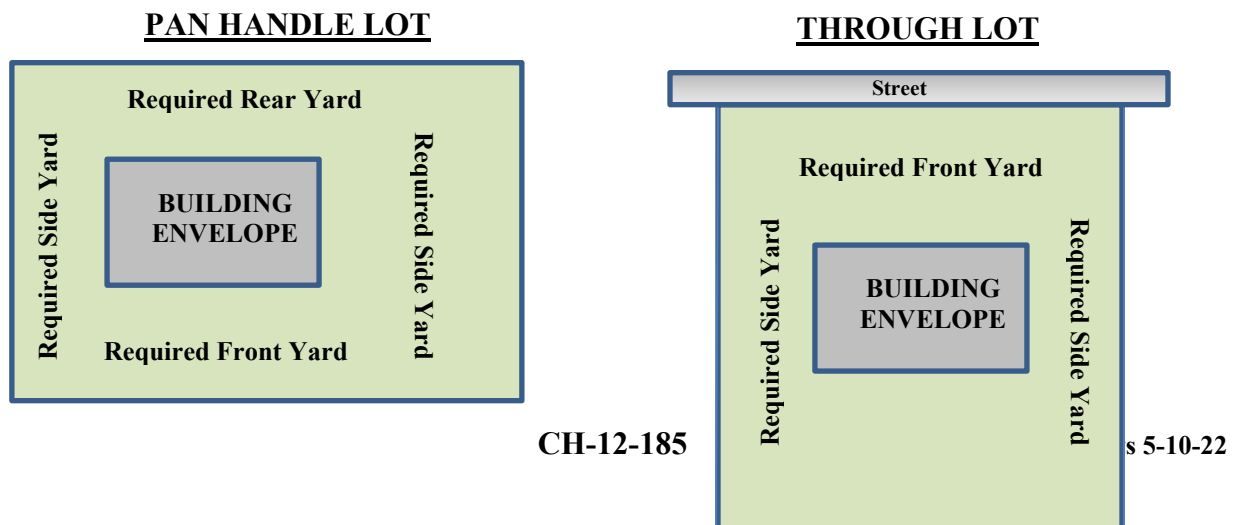 PAN HANDLE LOT
Required Rear Yard
Required Side Yard
BUILDING
ENVELOPE
Required Side Yard
Required Front Yard
THROUGH LOT
Street
Required Front Yard
Required Side Yard
BUILDING
ENVELOPE
Required Side Yard
CH-12-185
s 5-10-22